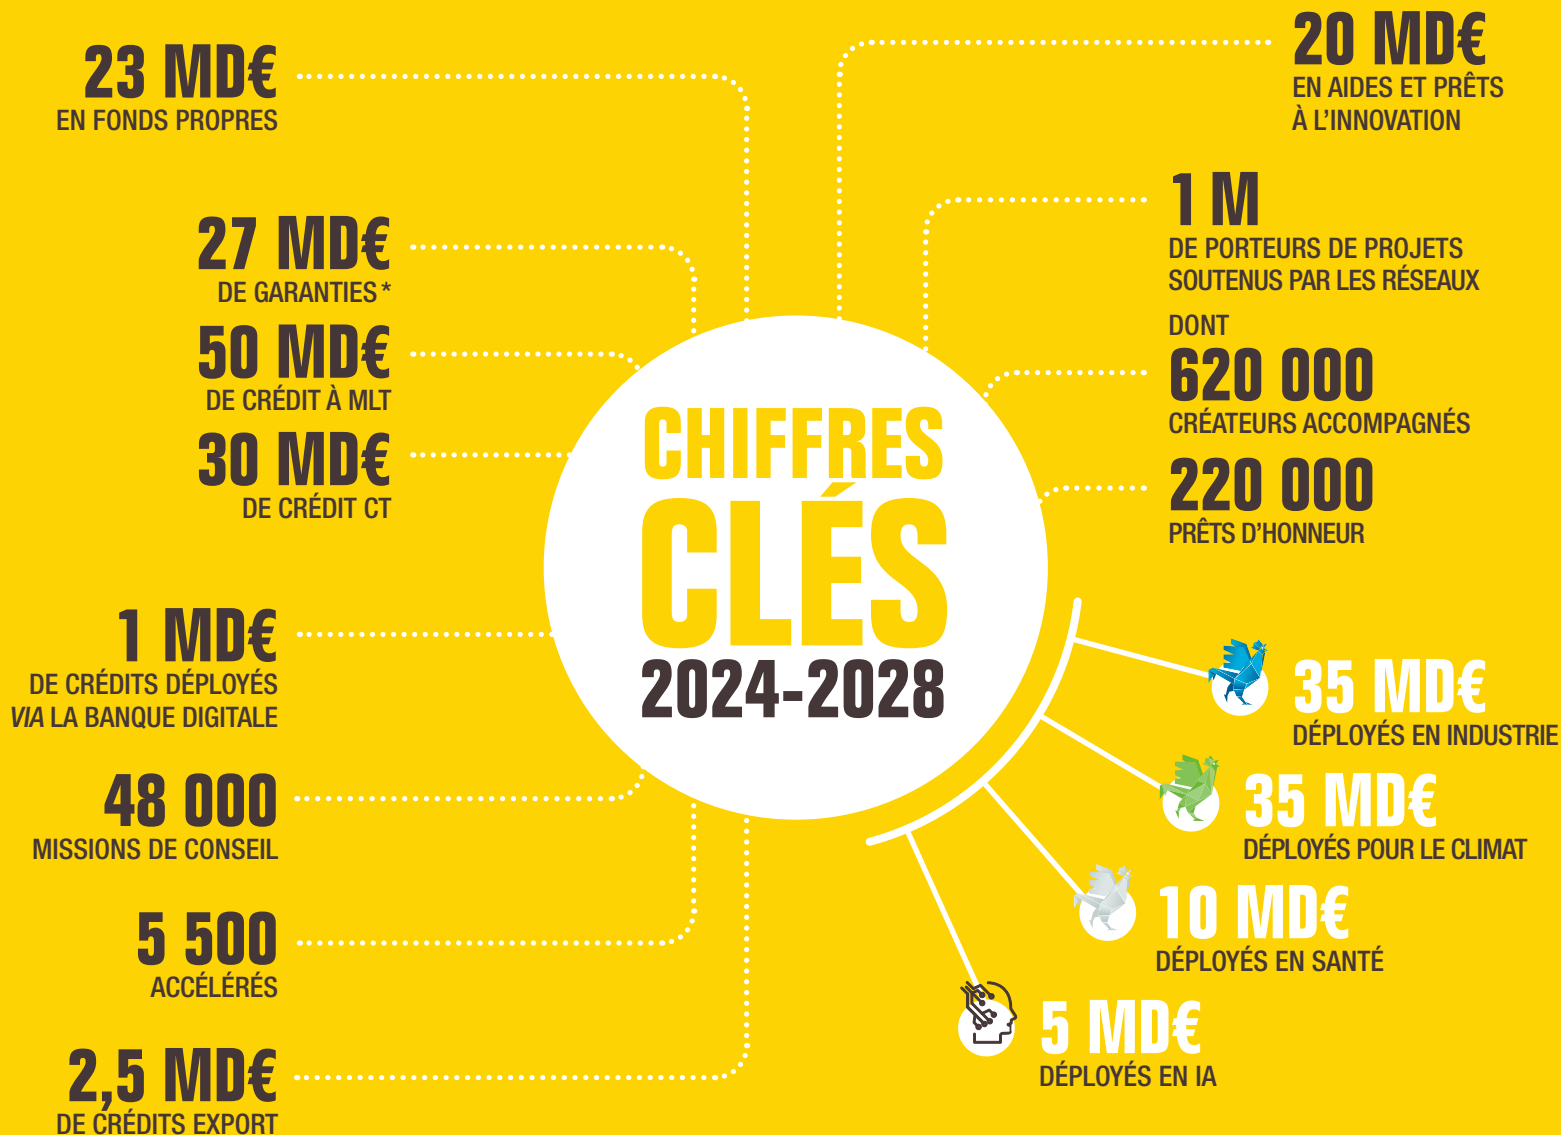 23 MD€
EN FONDS PROPRES
27 MD€
DE GARANTIES*
50 MD€
DE CRÉDIT À MLT
30 MD€
DE CRÉDIT CT
1 MD€
DE CRÉDITS DÉPLOYÉS
VIA LA BANQUE DIGITALE
48 000
MISSIONS DE CONSEIL
5 500
ACCÉLÉRÉS
2,5 MD€
DE CRÉDITS EXPORT
CHIFFRES
CLÉS
2024-2028
20 MD€
EN AIDES ET PRÊTS
À L’INNOVATION
1 M
DE PORTEURS DE PROJETS
SOUTENUS PAR LES RÉSEAUX
DONT
620 000
CRÉATEURS ACCOMPAGNÉS
220 000
PRÊTS D’HONNEUR
35 MD€
DÉPLOYÉS EN INDUSTRIE
35 MD€
DÉPLOYÉS POUR LE CLIMAT
10 MD€
DÉPLOYÉS EN SANTÉ
5 MD€
DÉPLOYÉS EN IA